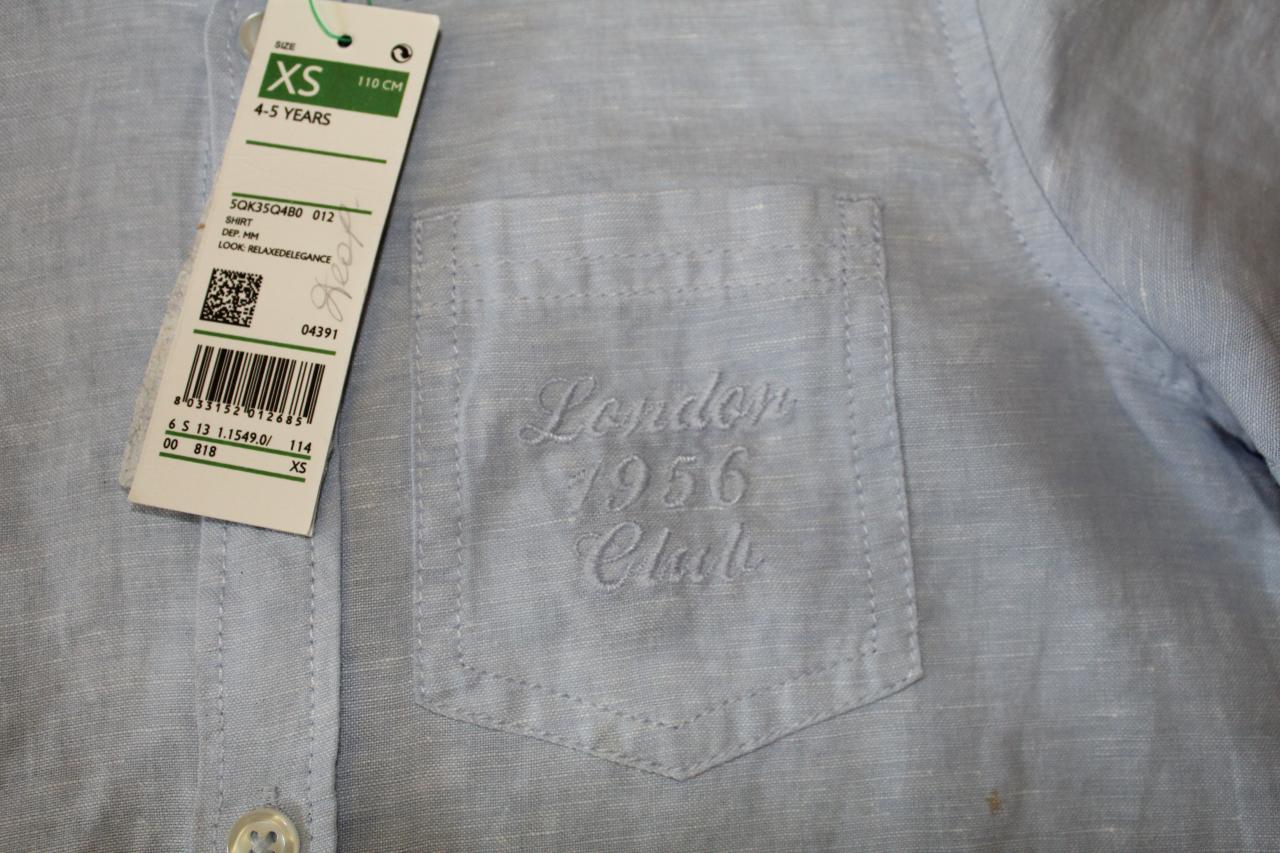 SIZE
XS 110 CM
4-5 YEARS
5QK35Q4B0 012
SHIRT
DEP. MM
LOOK: RELAXEDELEGANCE
04391
8 033152 012685
6 S 13 1.1549.0/ 114
00 818 XS
London
1956
Club